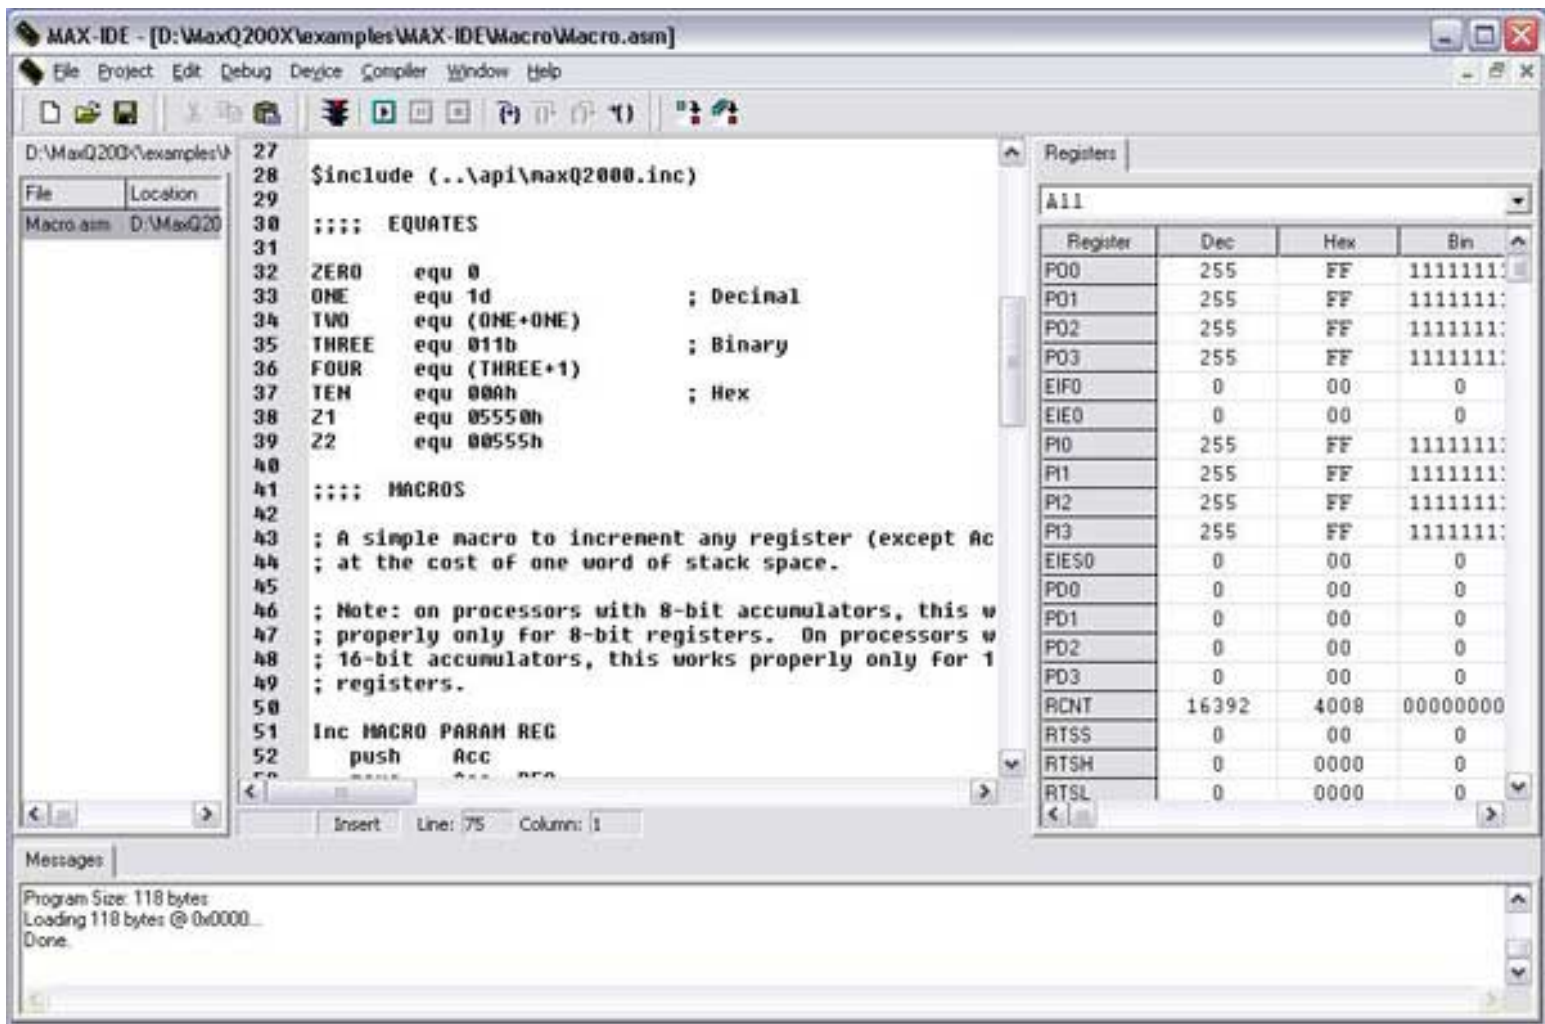 MAX-IDE - [D:\MaxQ200X\examples\MAX-IDE\Macro\Macro.asm]
File Project Edit Debug Device Compiler Window Help
D:\MaxQ200X\examples\
File Location
Macro.asm D:\MaxQ20
27
28 $include (..\api\maxQ2000.inc)
29
30 ;;;; EQUATES
31
32 ZERO equ 0
33 ONE equ 1d ; Decimal
34 TWO equ (ONE+ONE)
35 THREE equ 011b ; Binary
36 FOUR equ (THREE+1)
37 TEN equ 00Ah ; Hex
38 Z1 equ 05550h
39 Z2 equ 00555h
40
41 ;;;; MACROS
42
43 ; A simple macro to increment any register (except Ac
44 ; at the cost of one word of stack space.
45
46 ; Note: on processors with 8-bit accumulators, this w
47 ; properly only for 8-bit registers. On processors w
48 ; 16-bit accumulators, this works properly only for 1
49 ; registers.
50
51 Inc MACRO PARAM REG
52 push Acc
Insert Line: 75 Column: 1
Registers
All
Register Dec Hex Bin
PO0 255 FF 11111111
PO1 255 FF 11111111
PO2 255 FF 11111111
PO3 255 FF 11111111
EIF0 0 00 0
EIE0 0 00 0
PI0 255 FF 11111111
PI1 255 FF 11111111
PI2 255 FF 11111111
PI3 255 FF 11111111
EIES0 0 00 0
PD0 0 00 0
PD1 0 00 0
PD2 0 00 0
PD3 0 00 0
RCNT 16392 4008 00000000
RTSS 0 00 0
RTSH 0 0000 0
RTSL 0 0000 0
Messages
Program Size: 118 bytes
Loading 118 bytes @ 0x0000...
Done.